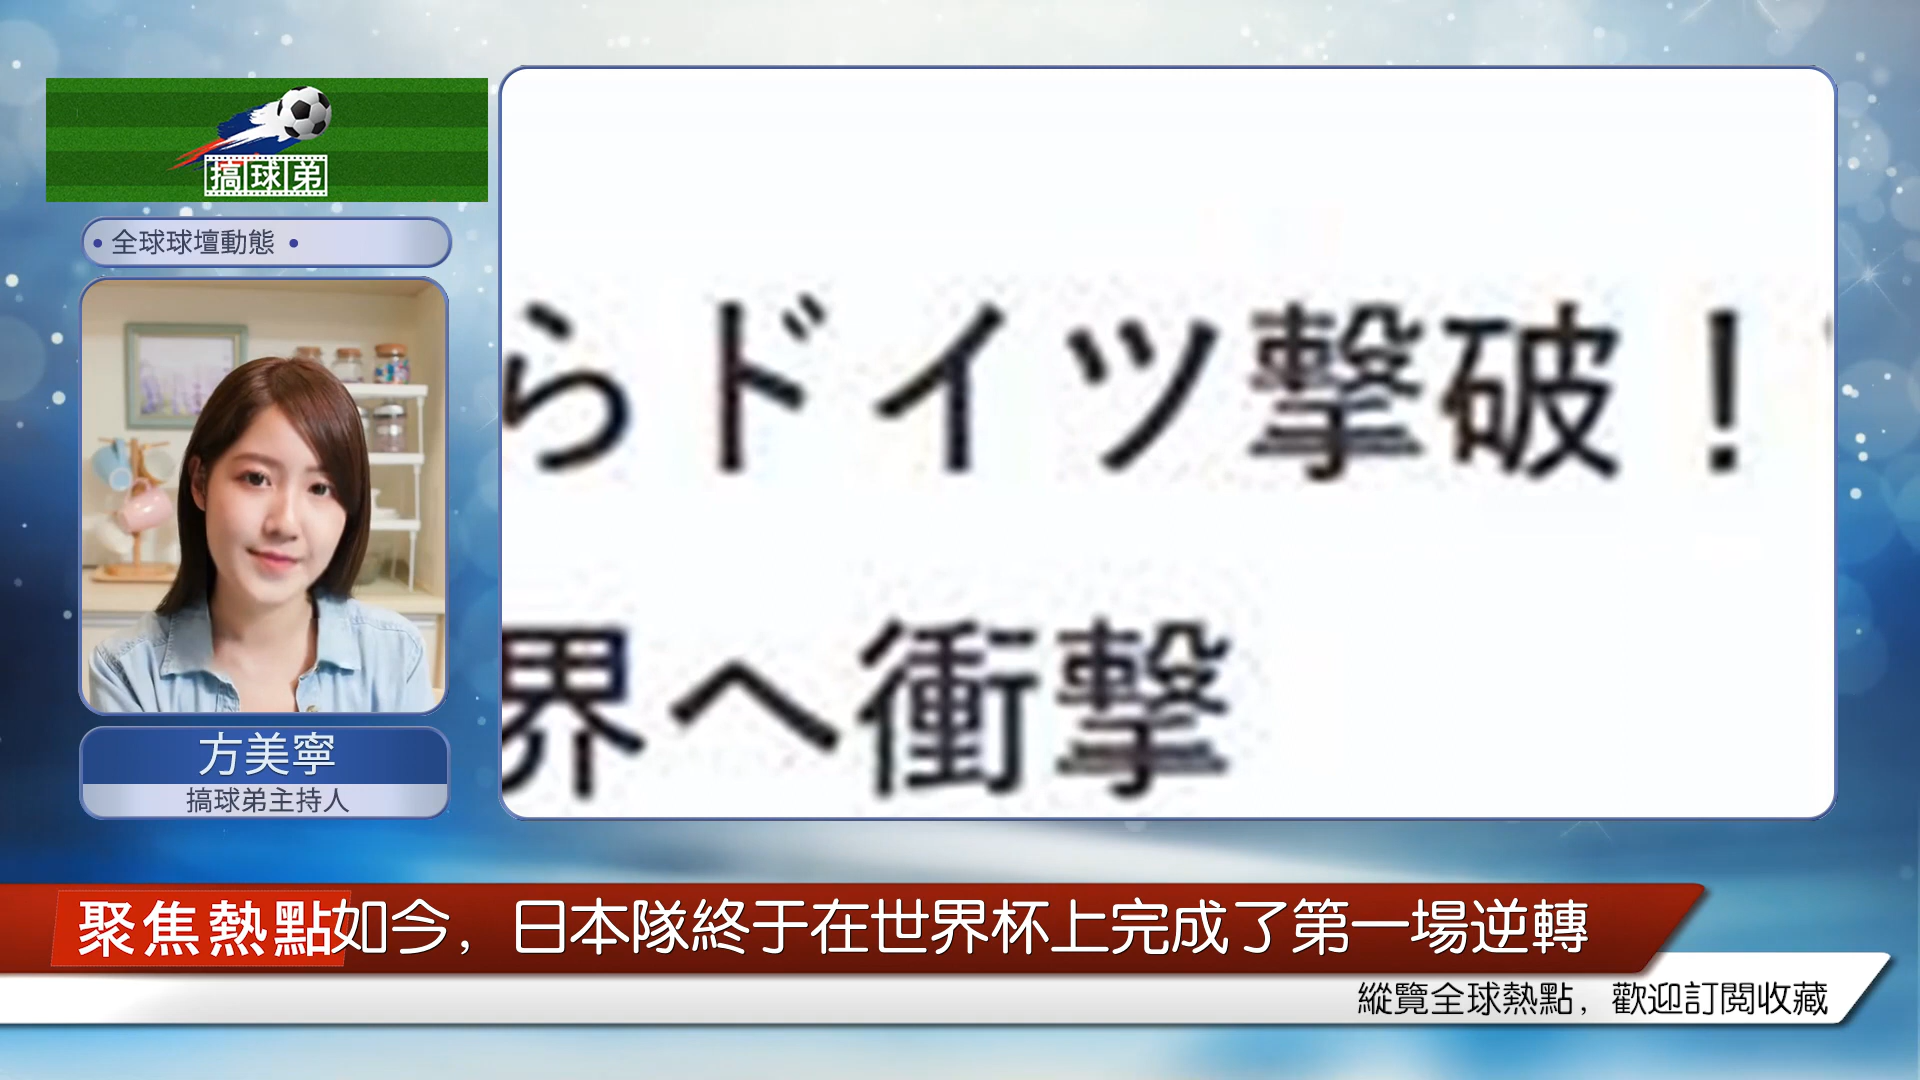 搞球弟
• 全球球壇動態 •
らドイツ撃破！
界へ衝撃
方美寧
搞球弟主持人
聚焦熱點
如今，日本隊終于在世界杯上完成了第一場逆轉
縱覽全球熱點，歡迎訂閱收藏